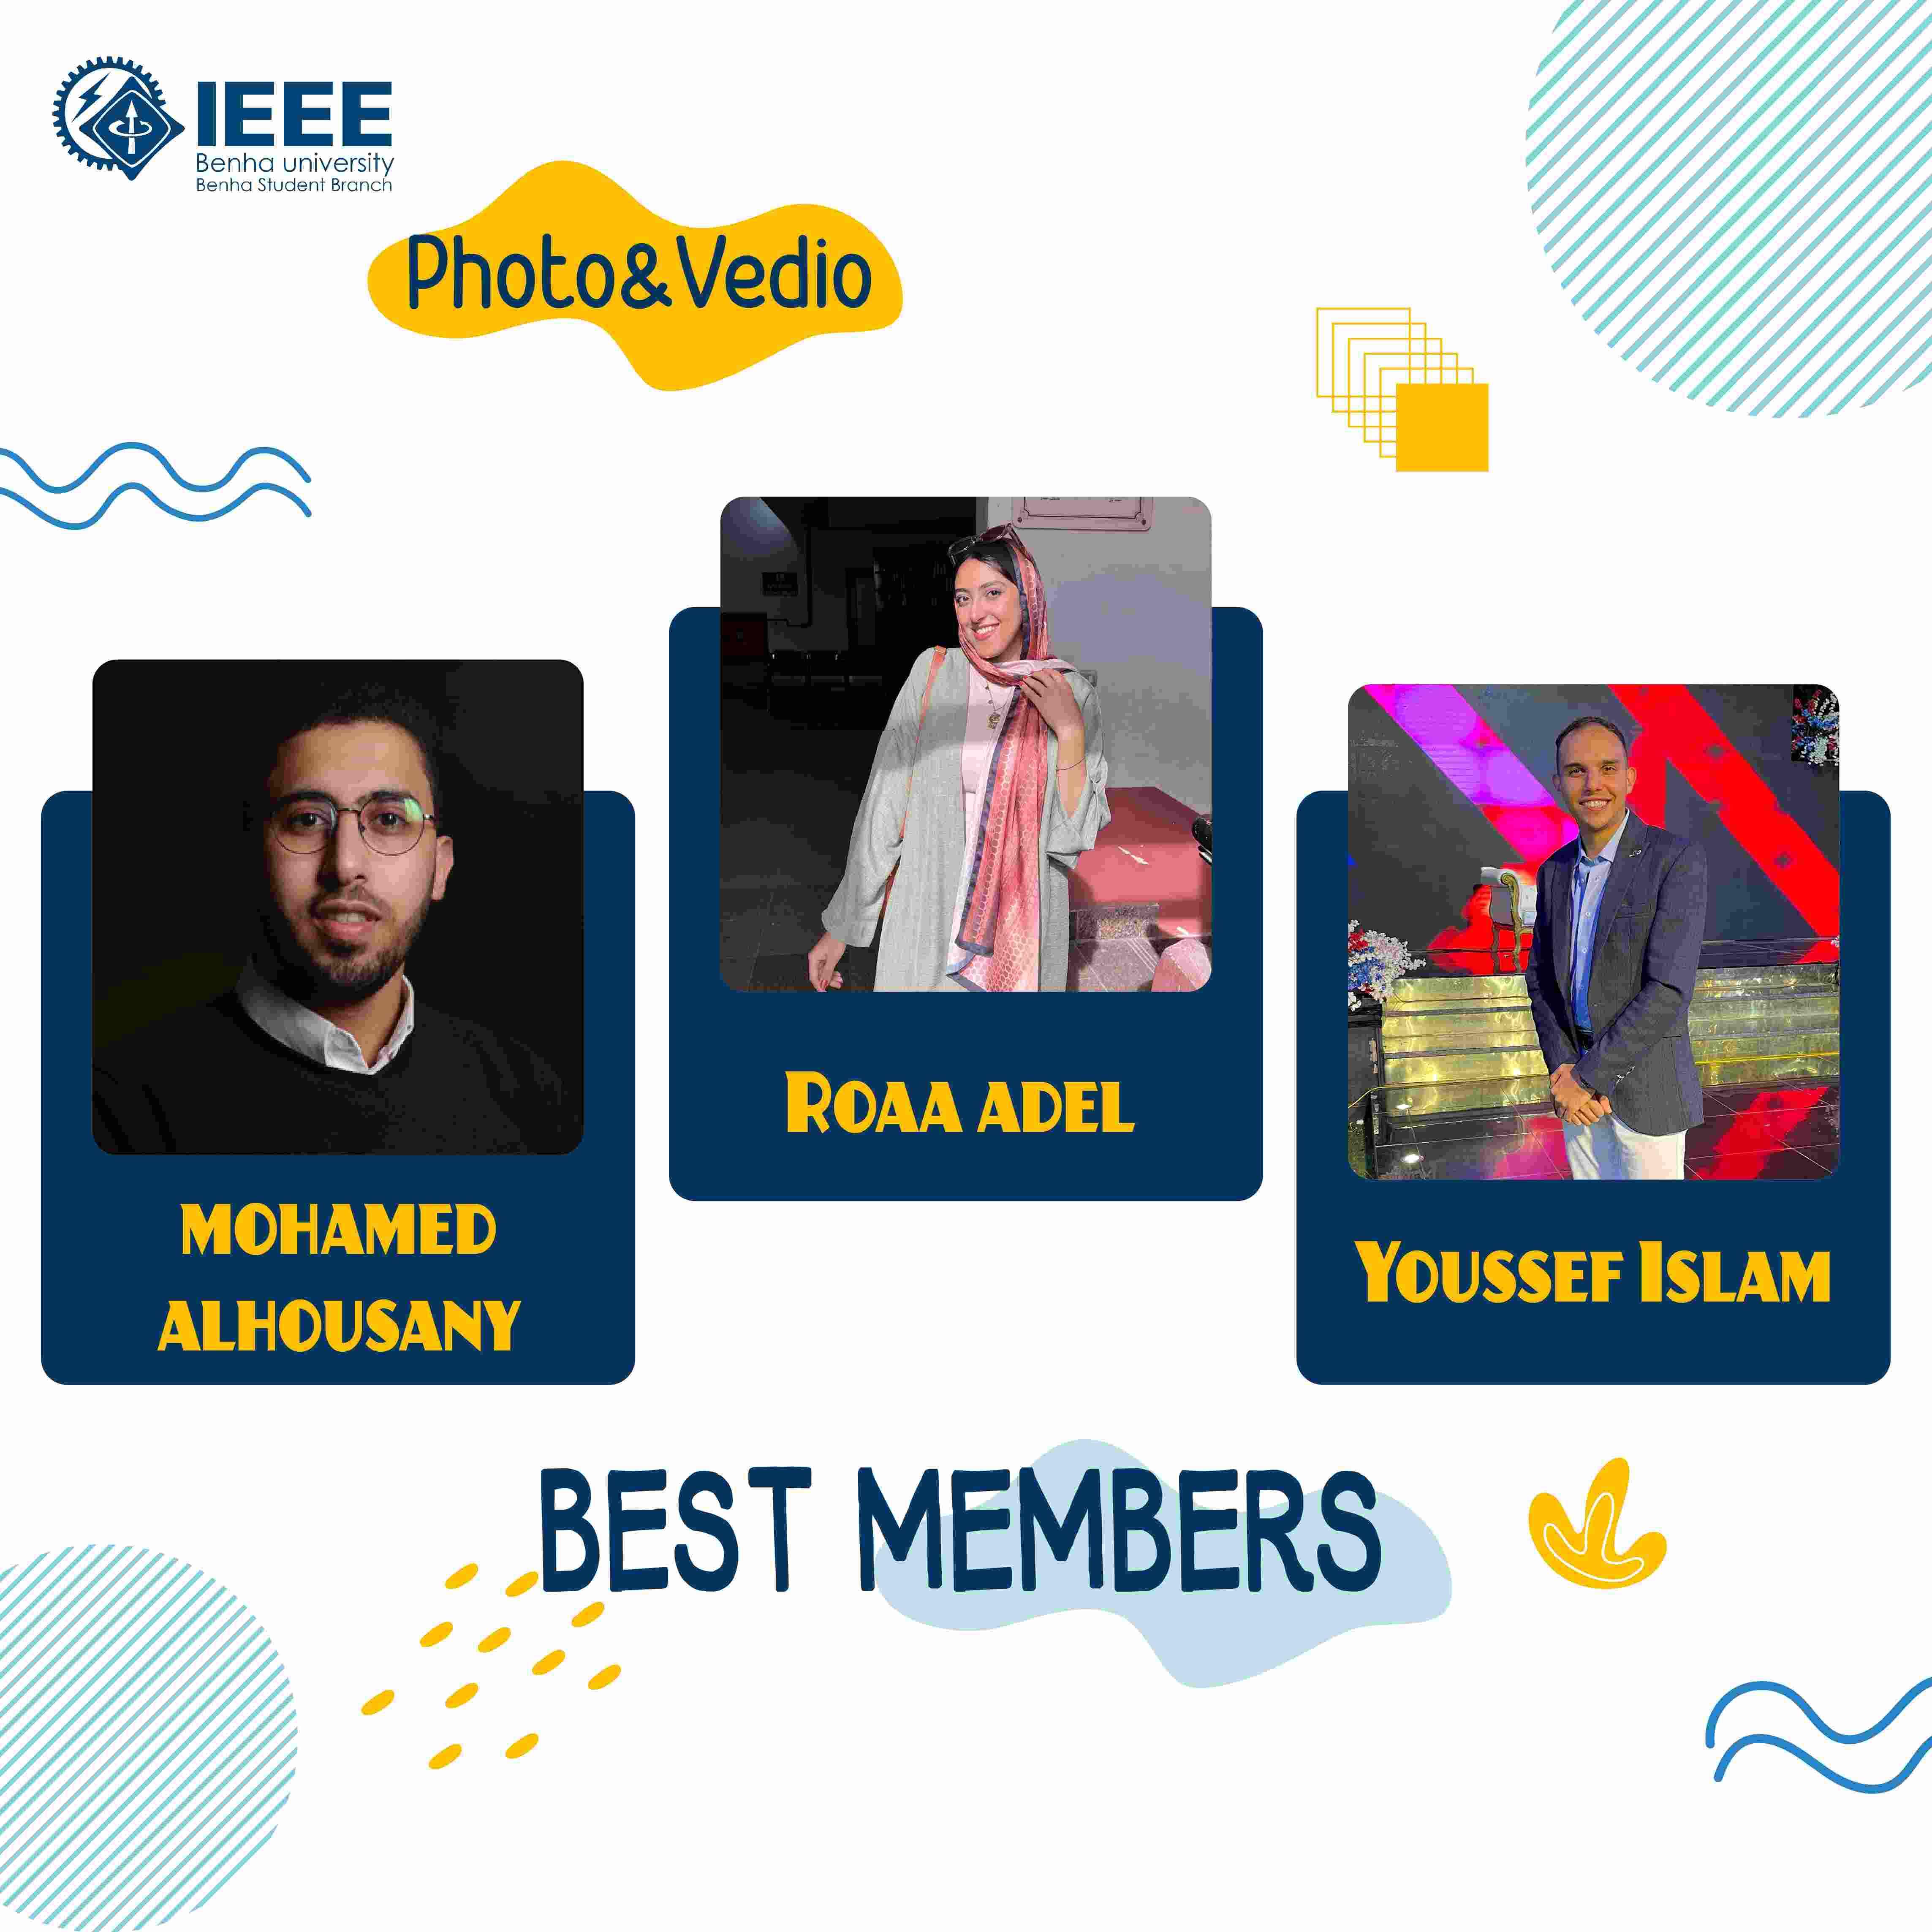 IEEE
Benha university
Benha Student Branch
Photo&Vedio
ROAA ADEL
MOHAMED
ALHOUSANY
YOUSSEF ISLAM
BEST MEMBERS